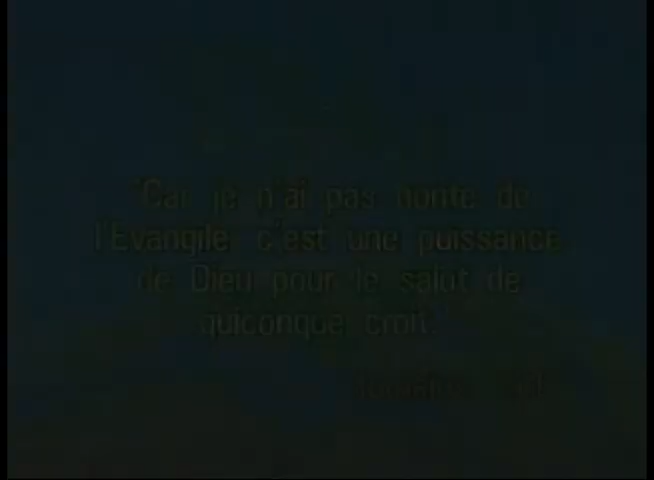 "Car je n'ai pas honte de
l'Evangile, c'est une puissance
de Dieu pour le salut de
quiconque croit."